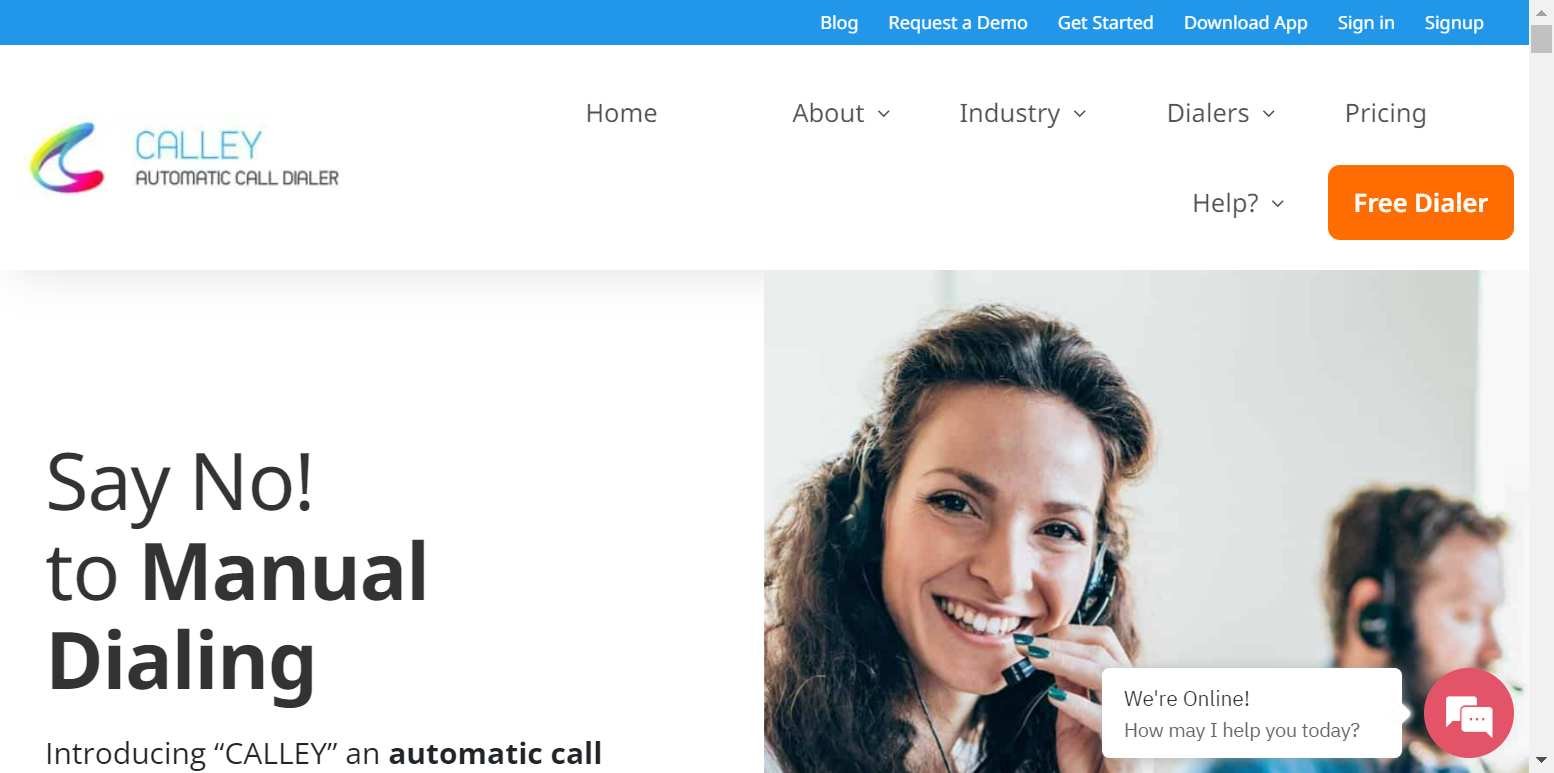 Blog Request a Demo Get Started Download App Sign in Signup
Home About Industry Dialers Pricing
CALLEY
AUTOMATIC CALL DIALER
Help? Free Dialer
Say No!
to Manual
Dialing
Introducing “CALLEY” an automatic call
We're Online!
How may I help you today?